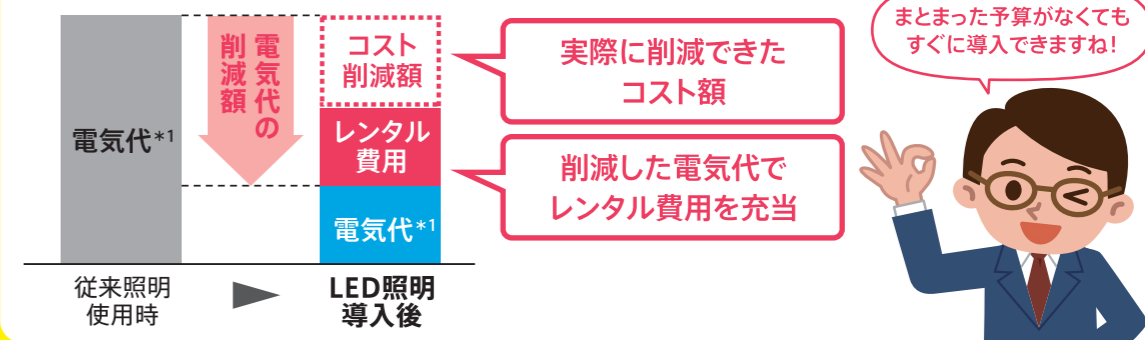 電気代*1
電気代の
削減額
コスト
削減額
レンタル
費用
電気代*1
従来照明
使用時
LED照明
導入後
実際に削減できた
コスト額
削減した電気代で
レンタル費用を充当
まとまった予算がなくても
すぐに導入できますね!